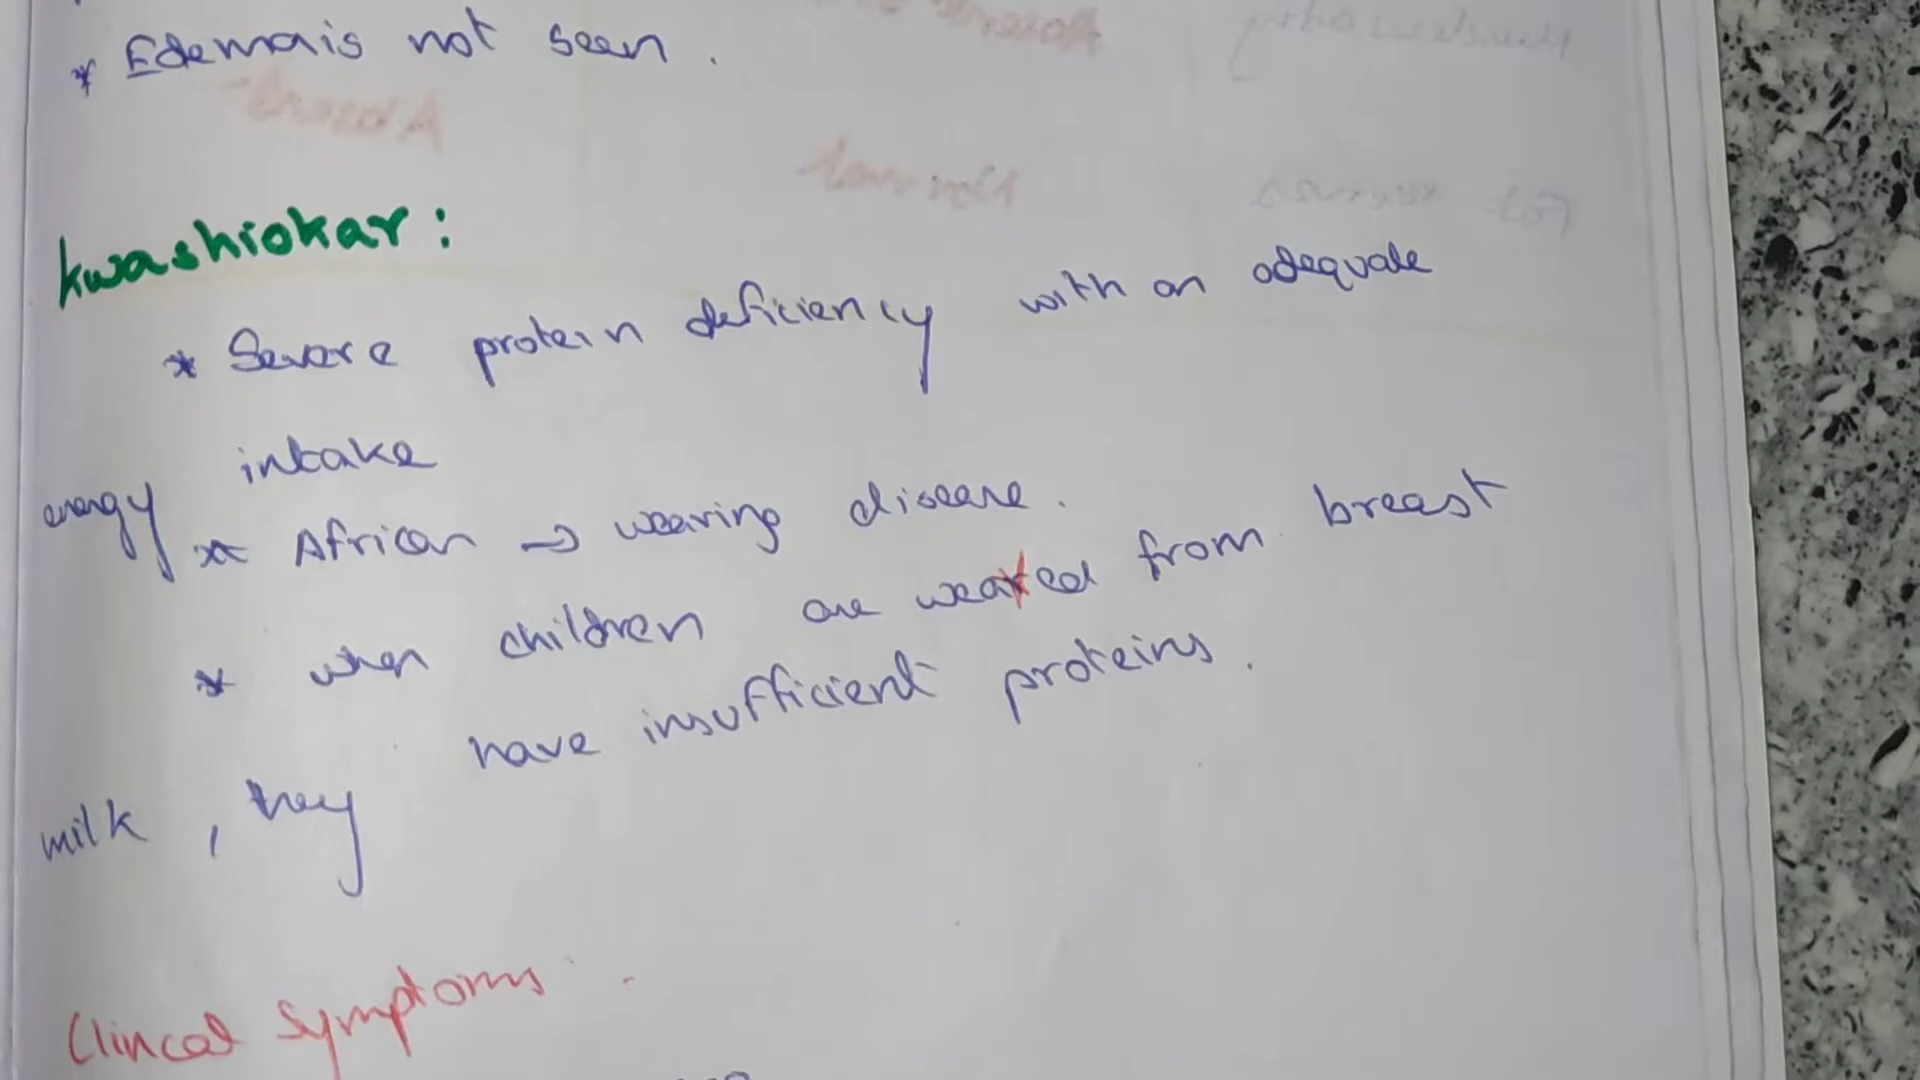 * Edema is not seen.
kwashiokar:
* Severe protein deficiency with an adequate
energy intake
* African → weaning disease.
* when children are weaned from breast
milk, they have insufficient proteins.
Clincal Symptoms